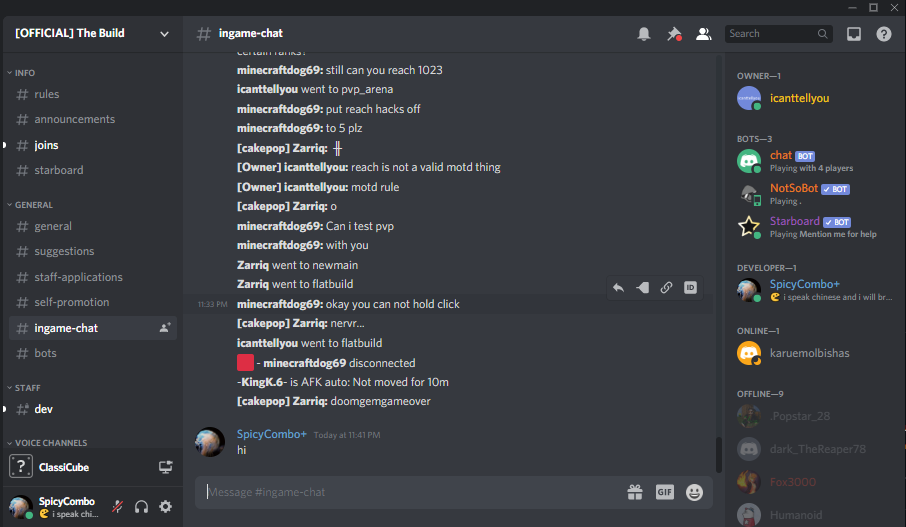 [OFFICIAL] The Build
INFO
# rules
# announcements
# joins
# starboard
GENERAL
# general
# suggestions
# staff-applications
# self-promotion
# ingame-chat
# bots
STAFF
# dev
VOICE CHANNELS
? ClassiCube
SpicyCombo
i speak chi...
# ingame-chat
Search
certain ranks?
minecraftdog69: still can you reach 1023
icanttellyou went to pvp_arena
minecraftdog69: put reach hacks off
minecraftdog69: to 5 plz
[cakepop] Zarriq: ╫
[Owner] icanttellyou: reach is not a valid motd thing
[Owner] icanttellyou: motd rule
[cakepop] Zarriq: o
minecraftdog69: Can i test pvp
minecraftdog69: with you
Zarriq went to newmain
Zarriq went to flatbuild
11:33 PM minecraftdog69: okay you can not hold click
ID
[cakepop] Zarriq: nervr...
icanttellyou went to flatbuild
- minecraftdog69 disconnected
-KingK.6- is AFK auto: Not moved for 10m
[cakepop] Zarriq: doomgemgameover
SpicyCombo+ Today at 11:41 PM
hi
Message #ingame-chat
GIF
OWNER—1
icanttellyou
BOTS—3
chat BOT
Playing with 4 players
NotSoBot ✓ BOT
Playing .
Starboard ✓ BOT
Playing Mention me for help
DEVELOPER—1
SpicyCombo+
i speak chinese and i will br...
ONLINE—1
karuemolbishas
OFFLINE—9
.Popstar_28
dark_TheReaper78
Fox3000
Humanoid